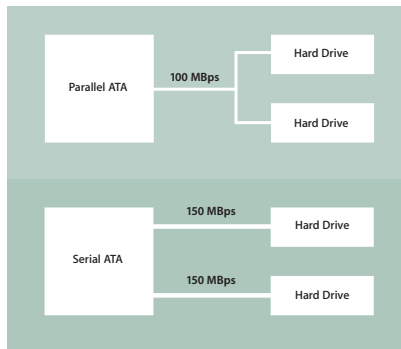 Parallel ATA
100 MBps
Hard Drive
Hard Drive
Serial ATA
150 MBps
Hard Drive
150 MBps
Hard Drive